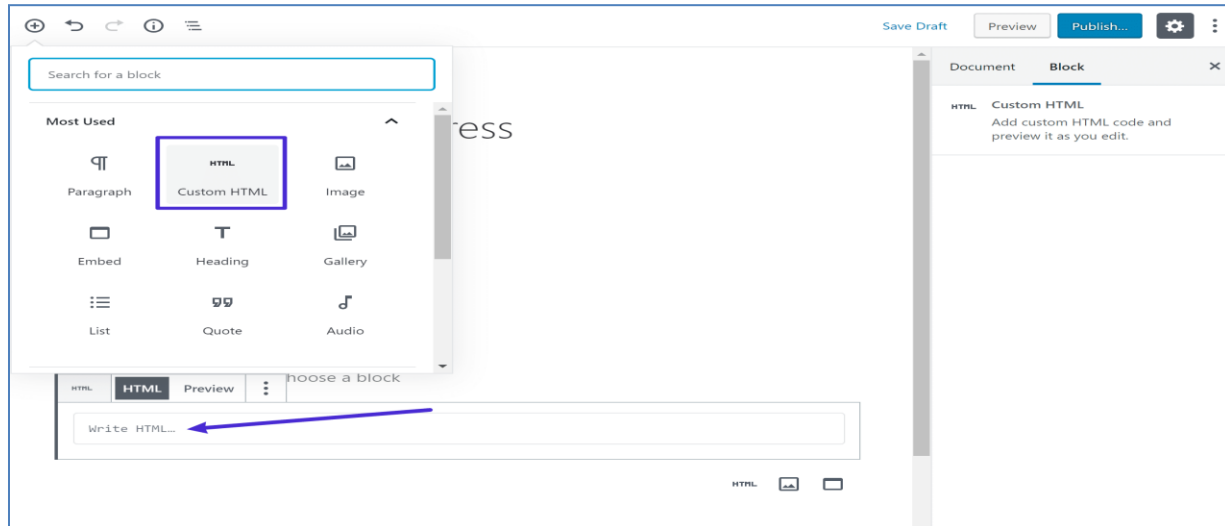 Save Draft
Preview
Publish...
Search for a block
Most Used
HTML
Paragraph
Custom HTML
Image
Embed
Heading
Gallery
List
Quote
Audio
Document
Block
HTML
Custom HTML
Add custom HTML code and
preview it as you edit.
HTML
HTML
Preview
hoose a block
Write HTML…
HTML